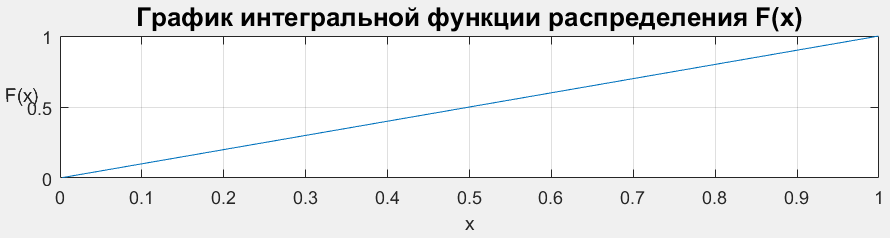 График интегральной функции распределения F(x)
1
F(x)
0.5
0
0 0.1 0.2 0.3 0.4 0.5 0.6 0.7 0.8 0.9 1
x